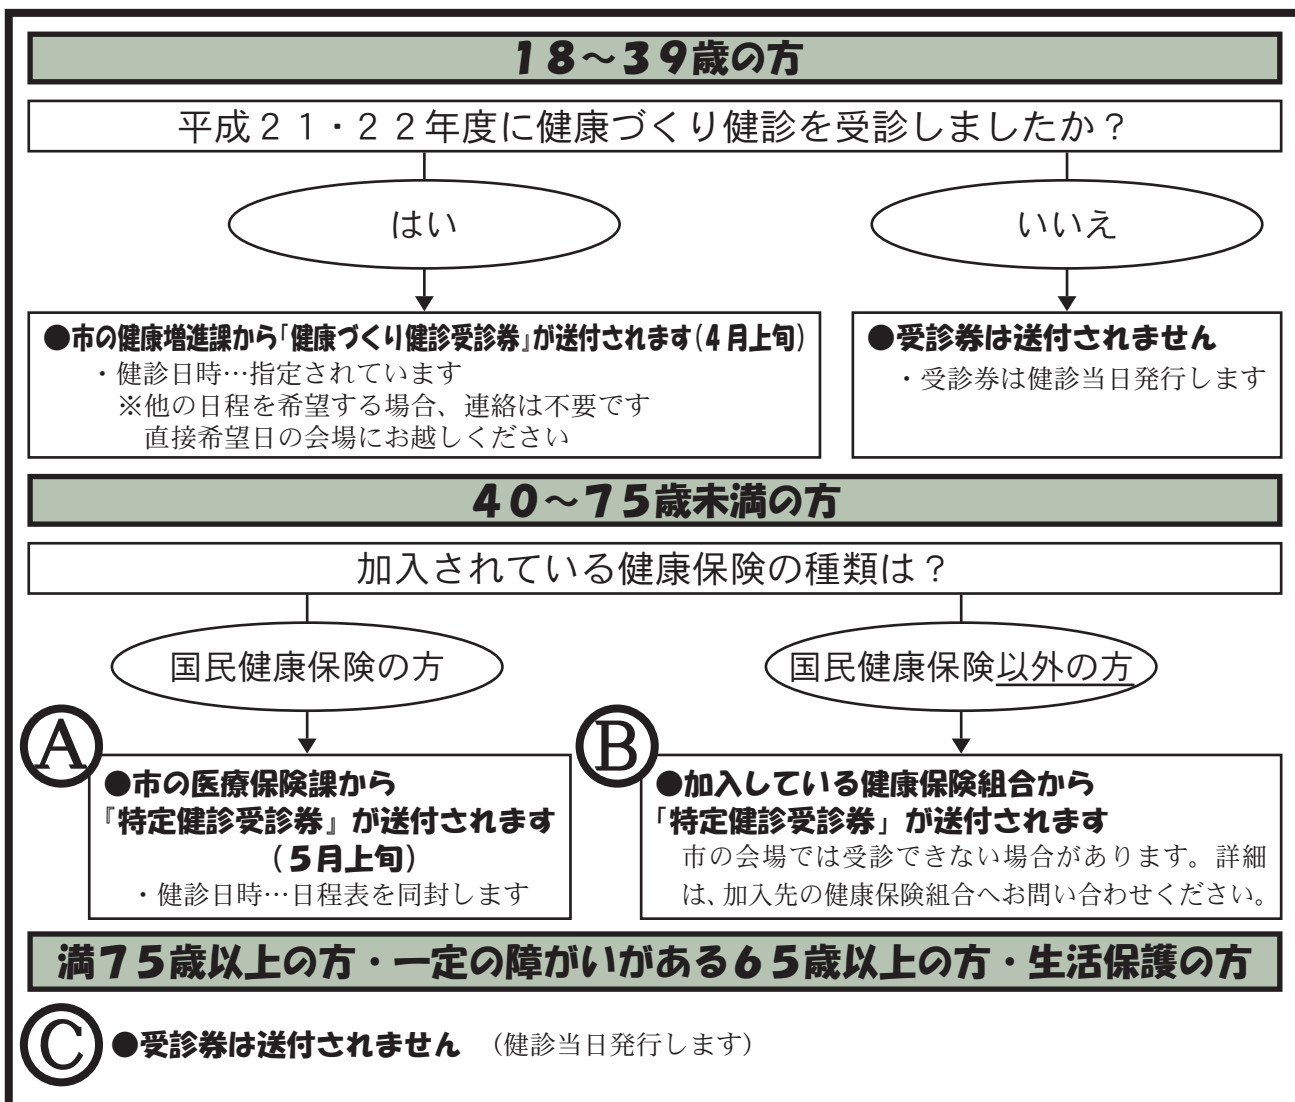 18～39歳の方
平成２１・２２年度に健康づくり健診を受診しましたか？
はい
いいえ
●市の健康増進課から「健康づくり健診受診券」が送付されます(4月上旬)
・健診日時…指定されています
※他の日程を希望する場合、連絡は不要です
直接希望日の会場にお越しください
●受診券は送付されません
・受診券は健診当日発行します
40～75歳未満の方
加入されている健康保険の種類は？
国民健康保険の方
国民健康保険以外の方
Ⓐ
●市の医療保険課から
『特定健診受診券』が送付されます
(5月上旬)
・健診日時…日程表を同封します
Ⓑ
●加入している健康保険組合から
「特定健診受診券」が送付されます
市の会場では受診できない場合があります。詳細
は、加入先の健康保険組合へお問い合わせください。
満75歳以上の方・一定の障がいがある65歳以上の方・生活保護の方
Ⓒ
●受診券は送付されません （健診当日発行します）